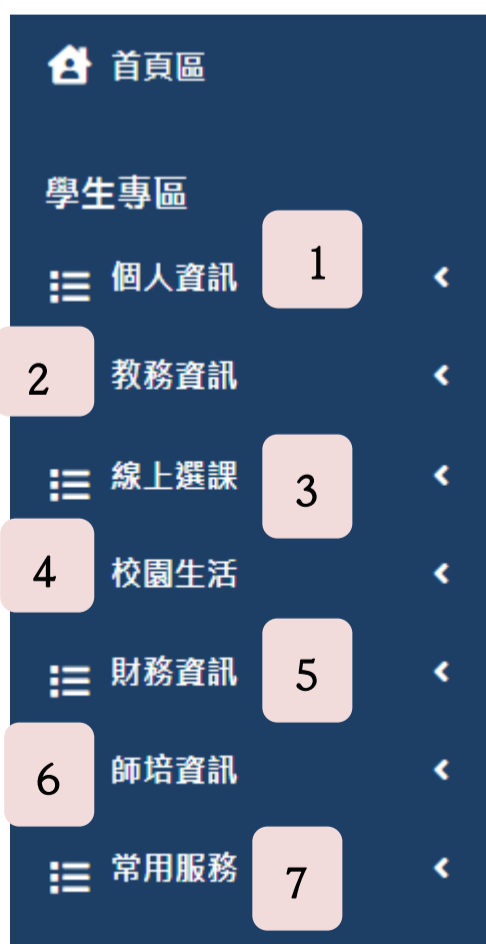 首頁區
學生專區
個人資訊 1
2 教務資訊
線上選課 3
4 校園生活
財務資訊 5
6 師培資訊
常用服務 7